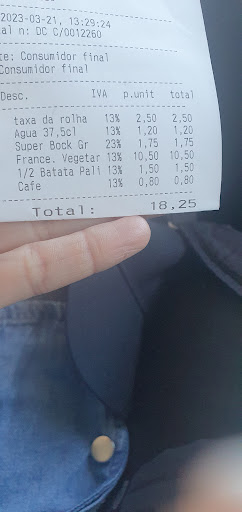 2023-03-21, 13:29:24
al n: DC C/0012260
te: Consumidor final
Consumidor final
Desc. IVA p.unit total
taxa da rolha 13% 2,50 2,50
Agua 37,5cl 13% 1,20 1,20
Super Bock Gr 23% 1,75 1,75
France. Vegetar 13% 10,50 10,50
1/2 Batata Pali 13% 1,50 1,50
Cafe 13% 0,80 0,80
Total: 18,25